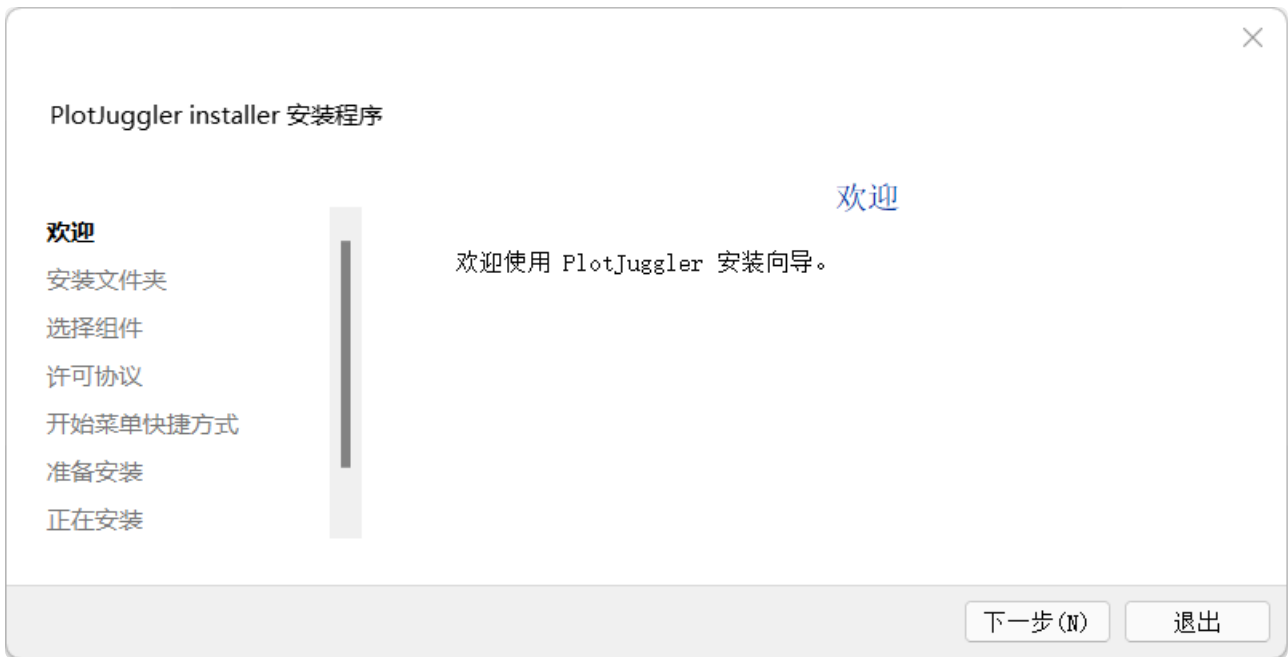 PlotJuggler installer 安装程序
欢迎
安装文件夹
选择组件
许可协议
开始菜单快捷方式
准备安装
正在安装
欢迎
欢迎使用 PlotJuggler 安装向导。
下一步(N)
退出